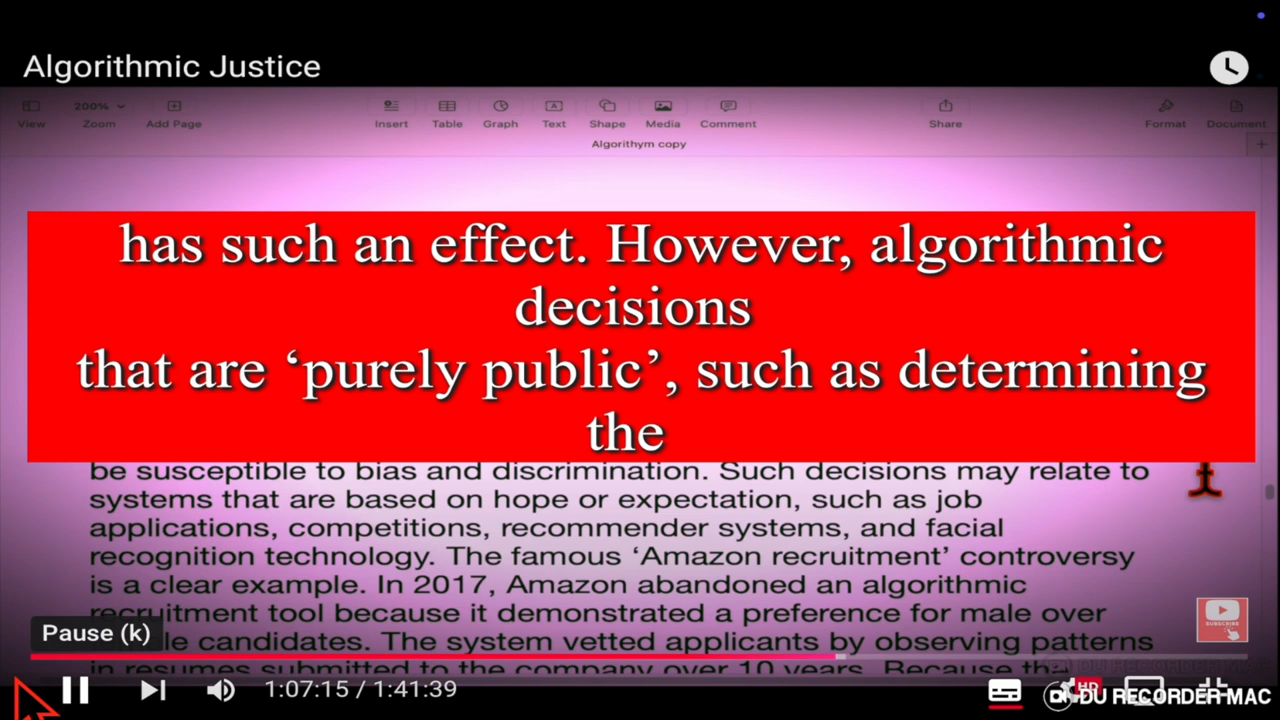 Algorithmic Justice
200%
View Zoom Add Page Insert Table Graph Text Shape Media Comment Share Format Document
Algorithym copy
has such an effect. However, algorithmic
decisions
that are ‘purely public’, such as determining
the
be susceptible to bias and discrimination. Such decisions may relate to
systems that are based on hope or expectation, such as job
applications, competitions, recommender systems, and facial
recognition technology. The famous ‘Amazon recruitment’ controversy
is a clear example. In 2017, Amazon abandoned an algorithmic
recruitment tool because it demonstrated a preference for male over
candidates. The system vetted applicants by observing patterns
in resumes submitted to the company over 10 years. Because
Pause (k)
SUBSCRIBE
1:07:15 / 1:41:39
HD
DU RECORDER MAC